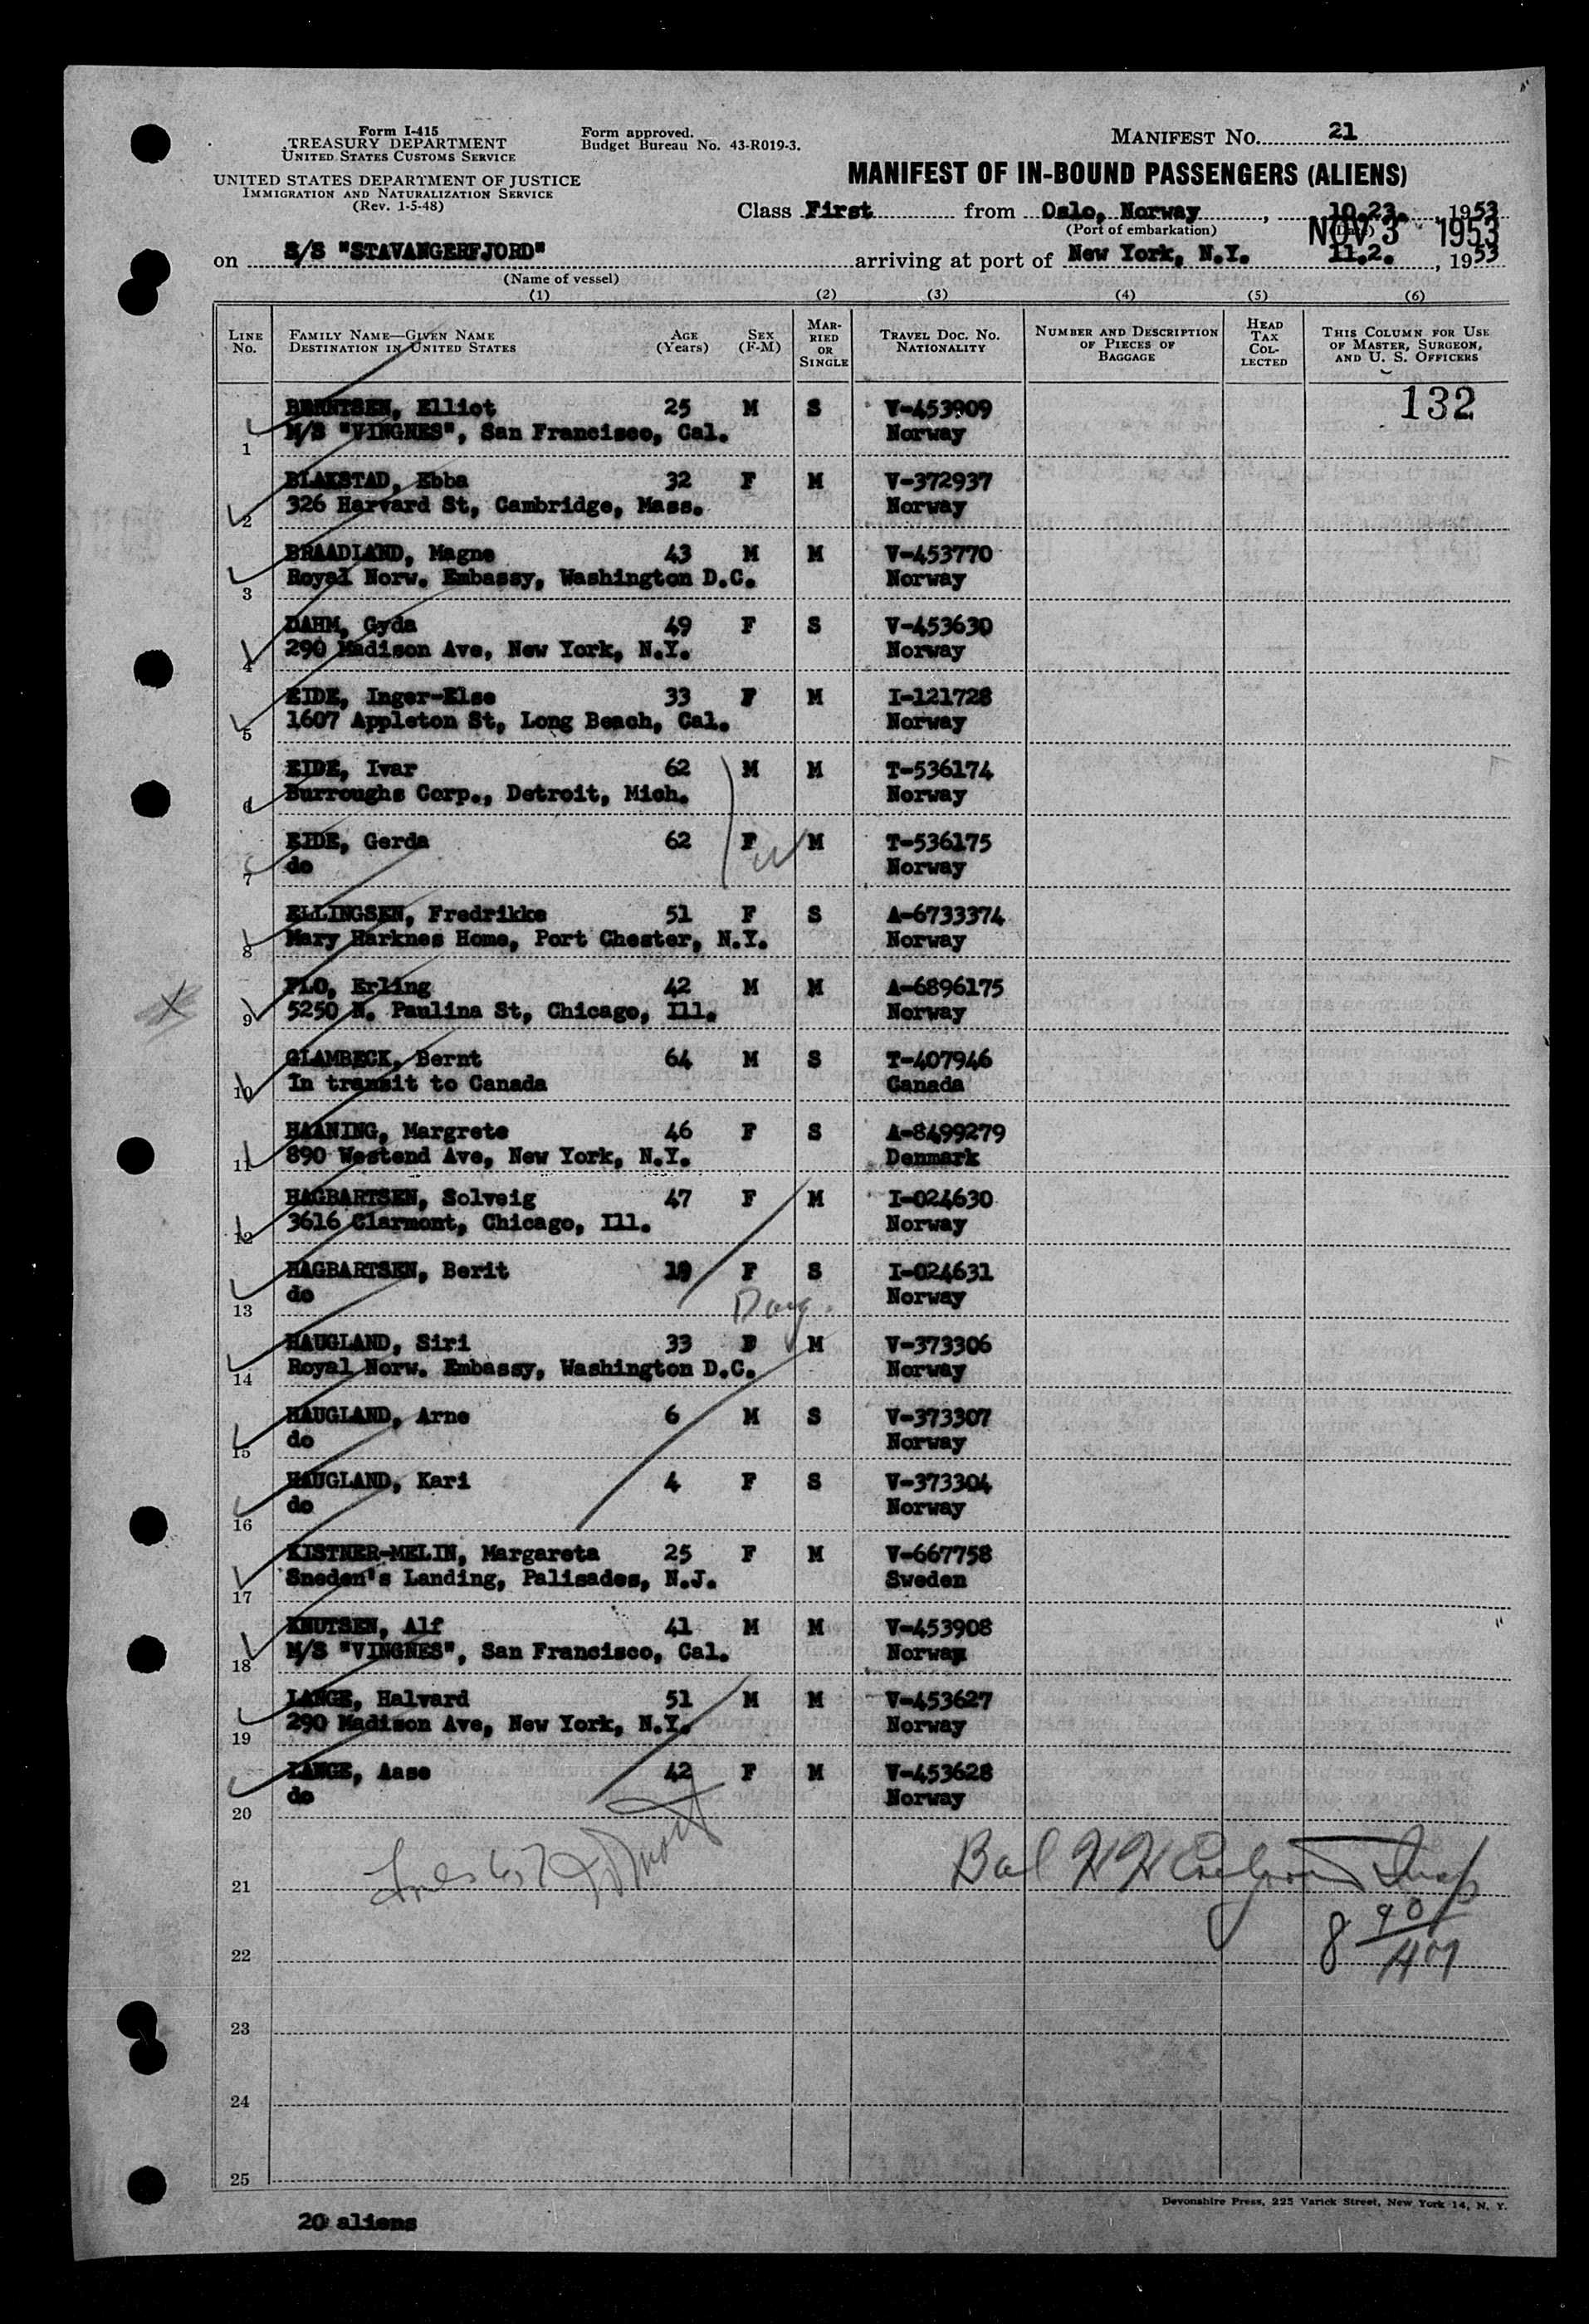 Form I-415
TREASURY DEPARTMENT
UNITED STATES CUSTOMS SERVICE
UNITED STATES DEPARTMENT OF JUSTICE
IMMIGRATION AND NATURALIZATION SERVICE
(Rev. 1-5-48)
Form approved.
Budget Bureau No. 43-R019-3.
MANIFEST No. 21
MANIFEST OF IN-BOUND PASSENGERS (ALIENS)
Class First from Oslo, Norway, 10.23. 1953
(Port of embarkation)
NOV 3 1953
on S/S "STAVANGERFJORD" arriving at port of New York, N.Y. 11.2., 1953
(Name of vessel)
(1) (2) (3) (4) (5) (6)
LINE No. FAMILY NAME—GIVEN NAME DESTINATION IN UNITED STATES AGE (Years) SEX (F-M) MARRIED OR SINGLE TRAVEL DOC. NO. NATIONALITY NUMBER AND DESCRIPTION OF PIECES OF BAGGAGE HEAD TAX COLLECTED THIS COLUMN FOR USE OF MASTER, SURGEON, AND U. S. OFFICERS
132
BERNTSEN, Elliot 25 M S V-453909
1 M/S "VINGNES", San Francisco, Cal. Norway
BLAKSTAD, Ebba 32 F M V-372937
2 326 Harvard St, Cambridge, Mass. Norway
BRAADLAND, Magne 43 M M V-453770
3 Royal Norw. Embassy, Washington D.C. Norway
DAHM, Gyda 49 F S V-453630
4 290 Madison Ave, New York, N.Y. Norway
EIDE, Inger-Else 33 F M I-121728
5 1607 Appleton St, Long Beach, Cal. Norway
EIDE, Ivar 62 M M T-536174
6 Burroughs Corp., Detroit, Mich. Norway
EIDE, Gerda 62 F M T-536175
7 do Norway
ELLINGSEN, Fredrikke 51 F S A-6733374
8 Mary Harknes Home, Port Chester, N.Y. Norway
FLO, Erling 42 M M A-6896175
X 9 5250 N. Paulina St, Chicago, Ill. Norway
GLAMBECK, Bernt 64 M S T-407946
10 In transit to Canada Canada
HAANING, Margrete 46 F S A-8499279
11 890 Westend Ave, New York, N.Y. Denmark
HAGBARTSEN, Solveig 47 F M I-024630
12 3616 Clarmont, Chicago, Ill. Norway
HAGBARTSEN, Berit 19 F S I-024631
13 do Norway
Daug.
HAUGLAND, Siri 33 F M V-373306
14 Royal Norw. Embassy, Washington D.C. Norway
HAUGLAND, Arne 6 M S V-373307
15 do Norway
HAUGLAND, Kari 4 F S V-373304
16 do Norway
KISTNER-MELIN, Margareta 25 F M V-667758
17 Sneden's Landing, Palisades, N.J. Sweden
KNUTSEN, Alf 41 M M V-453908
18 M/S "VINGNES", San Francisco, Cal. Norway
LANGE, Halvard 51 M M V-453627
19 290 Madison Ave, New York, N.Y. Norway
LANGE, Aase 42 F M V-453628
20 do Norway
21 Bal Insp
22 8
23
24
25
Devonshire Press, 225 Varick Street, New York 14, N. Y.
20 aliens